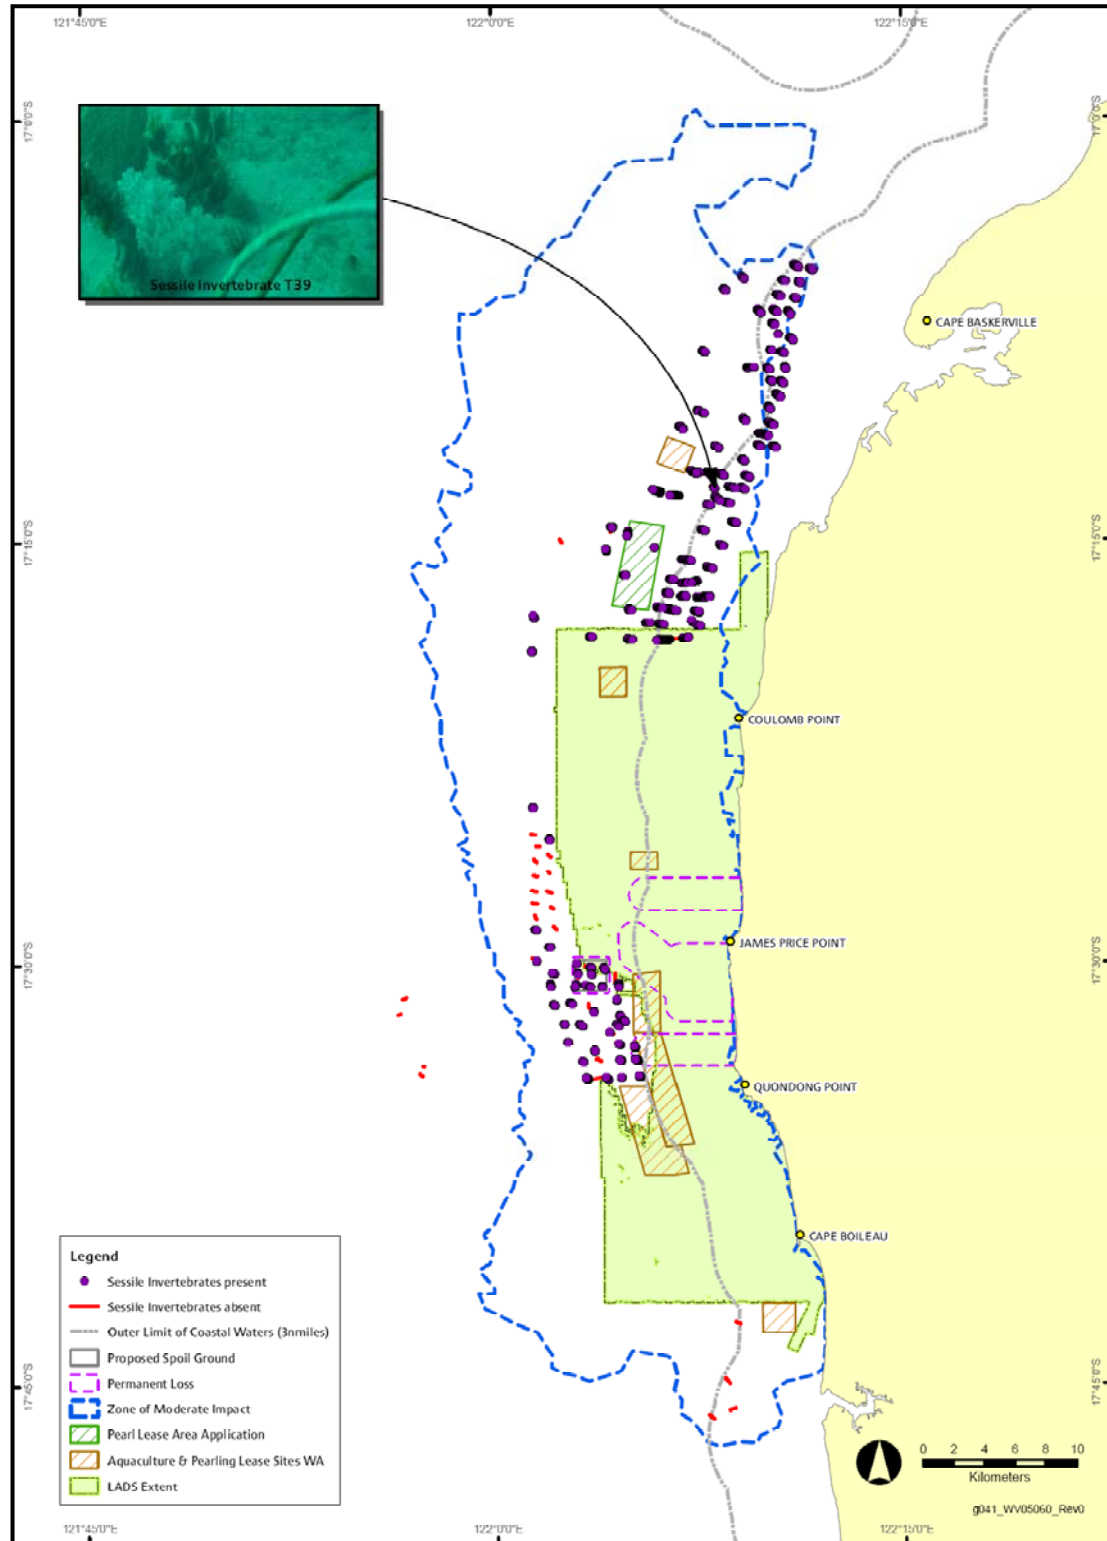 121°45'0"E
122°0'0"E
122°15'0"E
17°0'0"S
17°0'0"S
Sessile Invertebrate T39
CAPE BASKERVILLE
17°15'0"S
17°15'0"S
COULOMB POINT
JAMES PRICE POINT
17°30'0"S
17°30'0"S
QUONDONG POINT
CAPE BOILEAU
Legend
Sessile Invertebrates present
Sessile Invertebrates absent
Outer Limit of Coastal Waters (3nmiles)
Proposed Spoil Ground
Permanent Loss
Zone of Moderate Impact
Pearl Lease Area Application
Aquaculture & Pearling Lease Sites WA
LADS Extent
17°45'0"S
17°45'0"S
0 2 4 6 8 10
Kilometers
g041_WV05060_Rev0
121°45'0"E
122°0'0"E
122°15'0"E